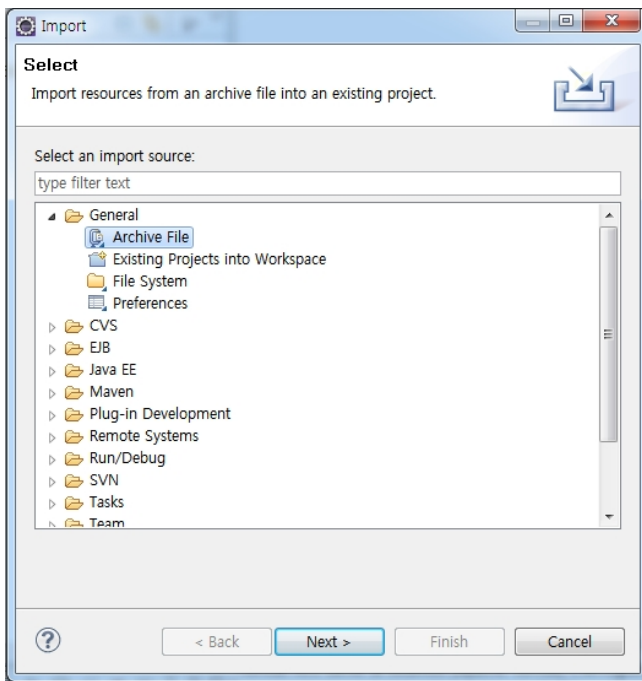 Import
Select
Import resources from an archive file into an existing project.
Select an import source:
type filter text
General
Archive File
Existing Projects into Workspace
File System
Preferences
CVS
EJB
Java EE
Maven
Plug-in Development
Remote Systems
Run/Debug
SVN
Tasks
Team
?
< Back
Next >
Finish
Cancel